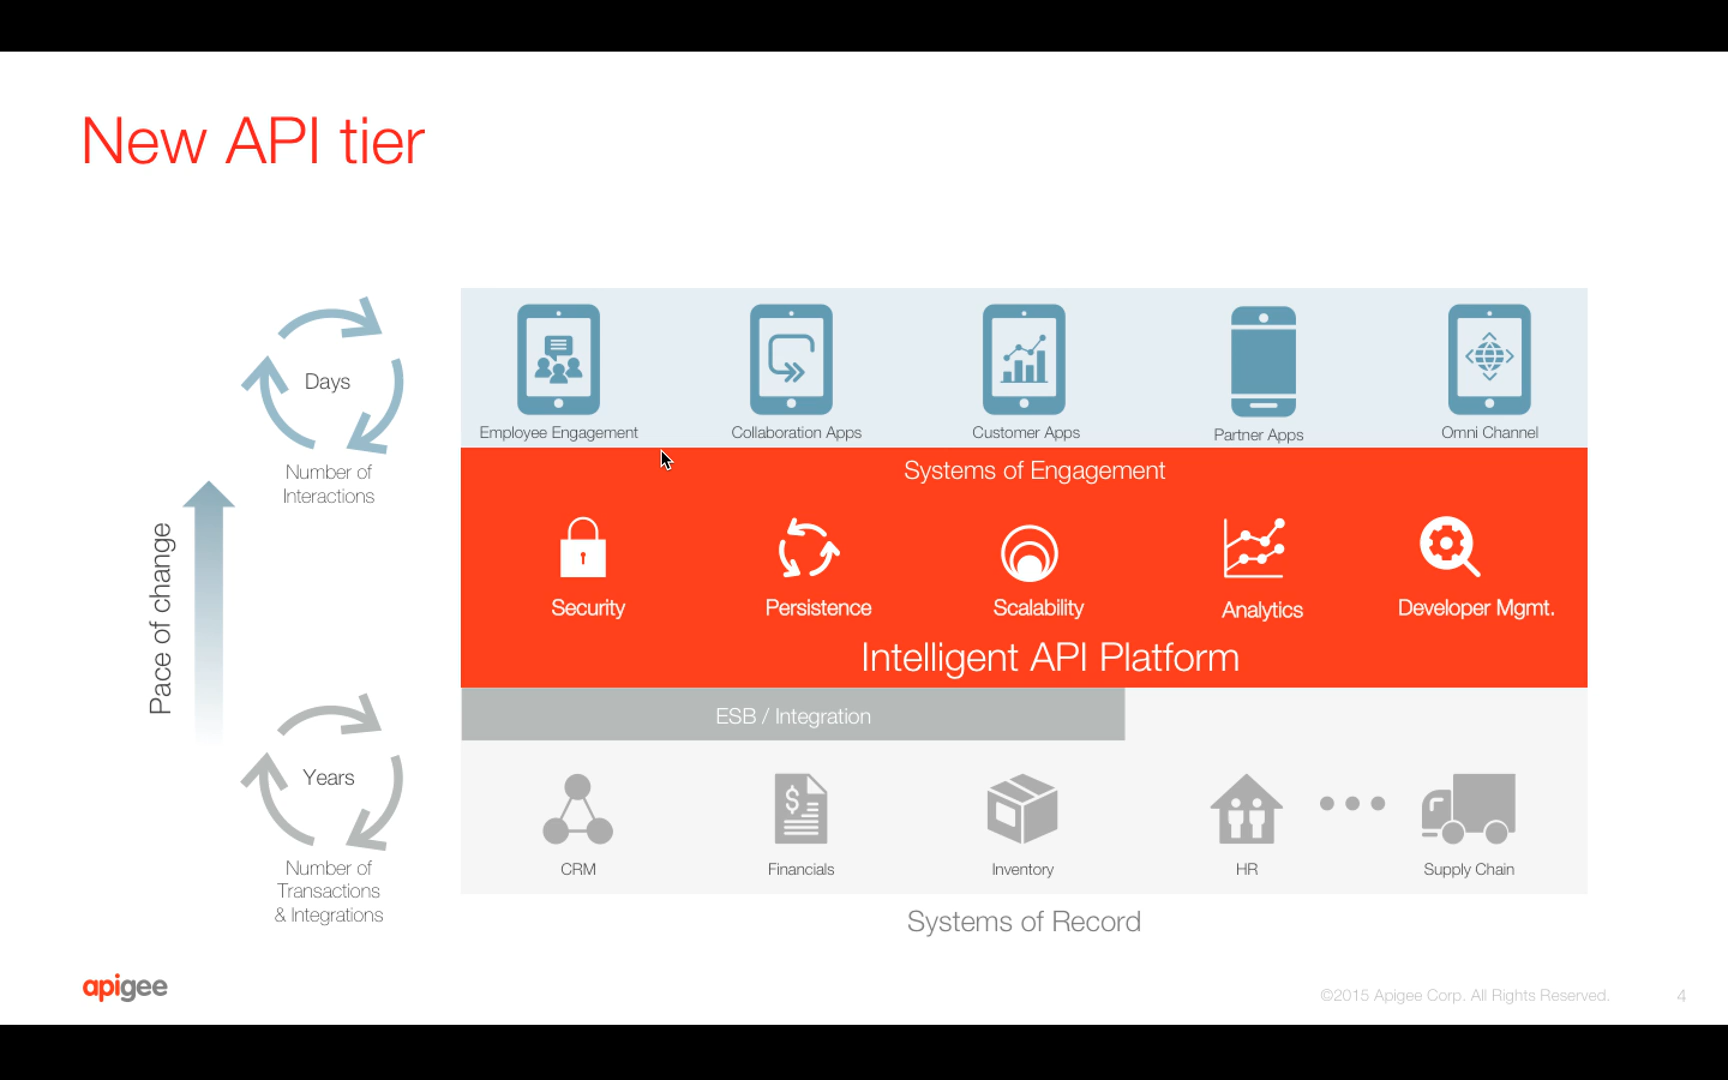 New API tier
Days
Number of
Interactions
Pace of change
Years
Number of
Transactions
& Integrations
Employee Engagement
Collaboration Apps
Customer Apps
Partner Apps
Omni Channel
Systems of Engagement
Security
Persistence
Scalability
Analytics
Developer Mgmt.
Intelligent API Platform
ESB / Integration
CRM
Financials
Inventory
HR
Supply Chain
Systems of Record
apigee
©2015 Apigee Corp. All Rights Reserved.
4